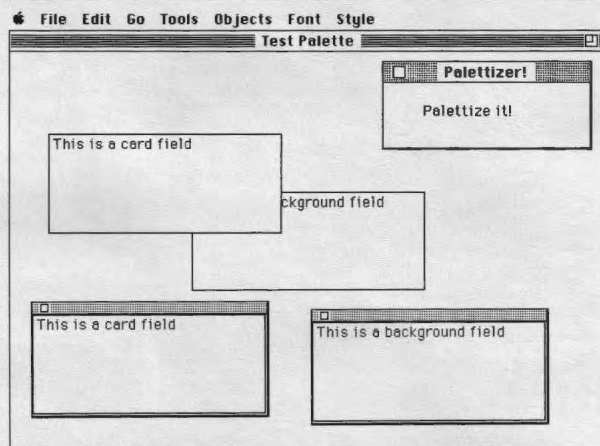 File Edit Go Tools Objects Font Style
Test Palette
Palettizer!
Palettize it!
This is a card field
ckground field
This is a card field
This is a background field